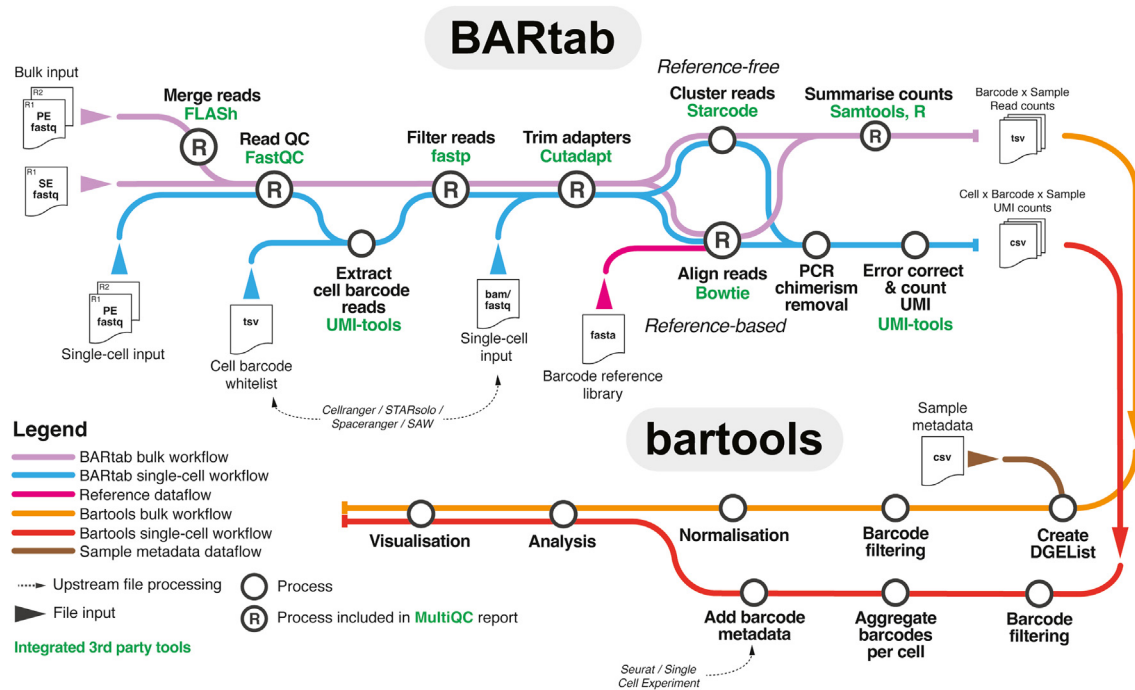 BARtab
Bulk input
R2
R1
PE
fastq
Merge reads
FLASh
R
Read QC
FastQC
R
R1
SE
fastq
R2
R1
PE
fastq
Single-cell input
tsv
Cell barcode
whitelist
Extract
cell barcode
reads
UMI-tools
Filter reads
fastp
R
bam/
fastq
Single-cell
input
Cellranger / STARsolo /
Spaceranger / SAW
Trim adapters
Cutadapt
R
Reference-free
Cluster reads
Starcode
R
Align reads
Bowtie
Reference-based
fasta
Barcode reference
library
Summarise counts
Samtools, R
R
PCR
chimerism
removal
Error correct
& count
UMI
UMI-tools
Barcode x Sample
Read counts
tsv
Cell x Barcode x Sample
UMI counts
csv
bartools
Sample
metadata
csv
Visualisation
Analysis
Normalisation
Barcode
filtering
Create
DGEList
Add barcode
metadata
Aggregate
barcodes
per cell
Barcode
filtering
Seurat / Single
Cell Experiment
Legend
BARtab bulk workflow
BARtab single-cell workflow
Reference dataflow
Bartools bulk workflow
Bartools single-cell workflow
Sample metadata dataflow
Upstream file processing
File input
Integrated 3rd party tools
Process
R
Process included in MultiQC report